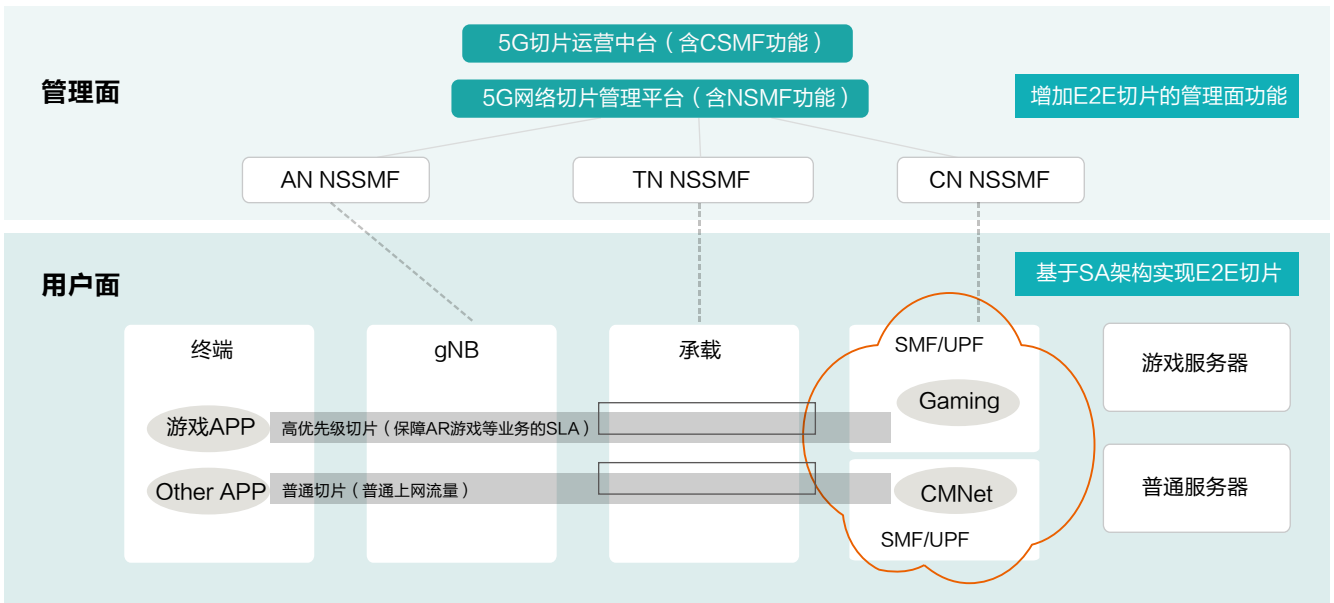 5G切片运营中台（含CSMF功能）
管理面
5G网络切片管理平台（含NSMF功能）
增加E2E切片的管理面功能
AN NSSMF
TN NSSMF
CN NSSMF
用户面
基于SA架构实现E2E切片
终端
gNB
承载
SMF/UPF
游戏服务器
Gaming
游戏APP
高优先级切片（保障AR游戏等业务的SLA）
Other APP
普通切片（普通上网流量）
CMNet
普通服务器
SMF/UPF